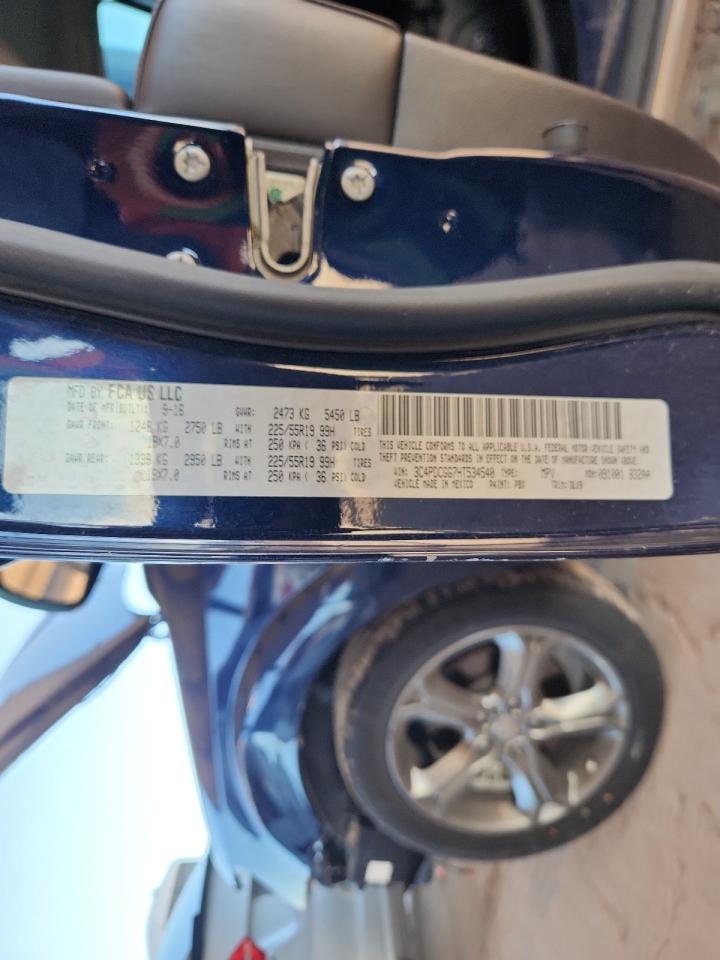 MFD BY FCA US LLC
DATE OF MFR(BUILT): 9-16 GVWR: 2473 KG 5450 LB
GAWR FRONT: 1248 KG 2750 LB WITH 225/55R19 99H TIRES
RIMS AT 250 KPA ( 36 PSI) COLD
GAWR REAR: 1339 KG 2950 LB WITH 225/55R19 99H TIRES
RIMS AT 250 KPA ( 36 PSI) COLD
THIS VEHICLE CONFORMS TO ALL APPLICABLE U.S.A. FEDERAL MOTOR VEHICLE SAFETY AND
THEFT PREVENTION STANDARDS IN EFFECT ON THE DATE OF MANUFACTURE SHOWN ABOVE.
VIN: 3C4PDCGG7HT534540 TYPE: MPV
VEHICLE MADE IN MEXICO PAINT: PBX TRIM: